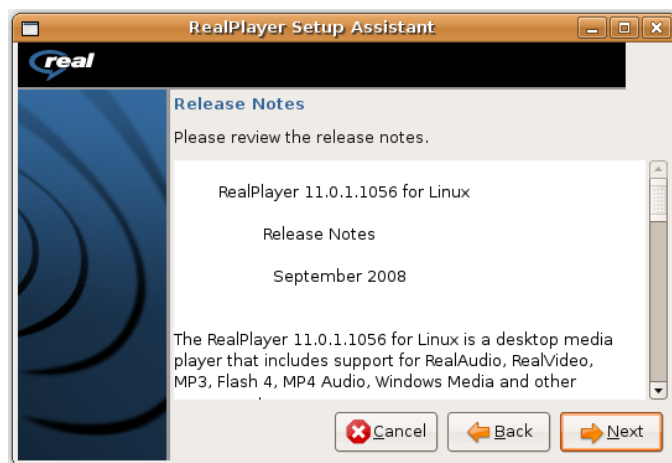 RealPlayer Setup Assistant
real
Release Notes
Please review the release notes.
RealPlayer 11.0.1.1056 for Linux
Release Notes
September 2008
The RealPlayer 11.0.1.1056 for Linux is a desktop media
player that includes support for RealAudio, RealVideo,
MP3, Flash 4, MP4 Audio, Windows Media and other
Cancel Back Next